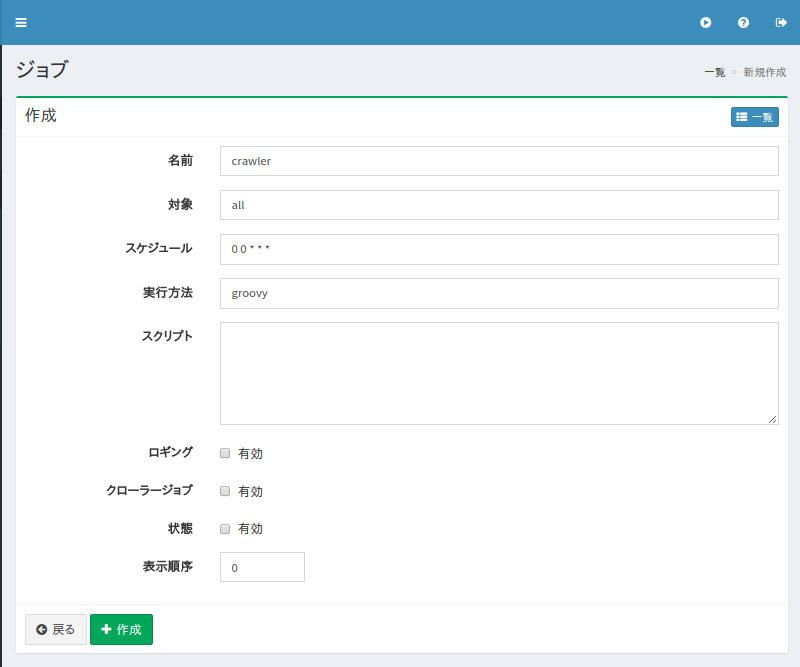 ジョブ
一覧 > 新規作成
作成
一覧
名前 crawler
対象 all
スケジュール 0 0 * * *
実行方法 groovy
スクリプト
ロギング 有効
クローラージョブ 有効
状態 有効
表示順序 0
戻る 作成